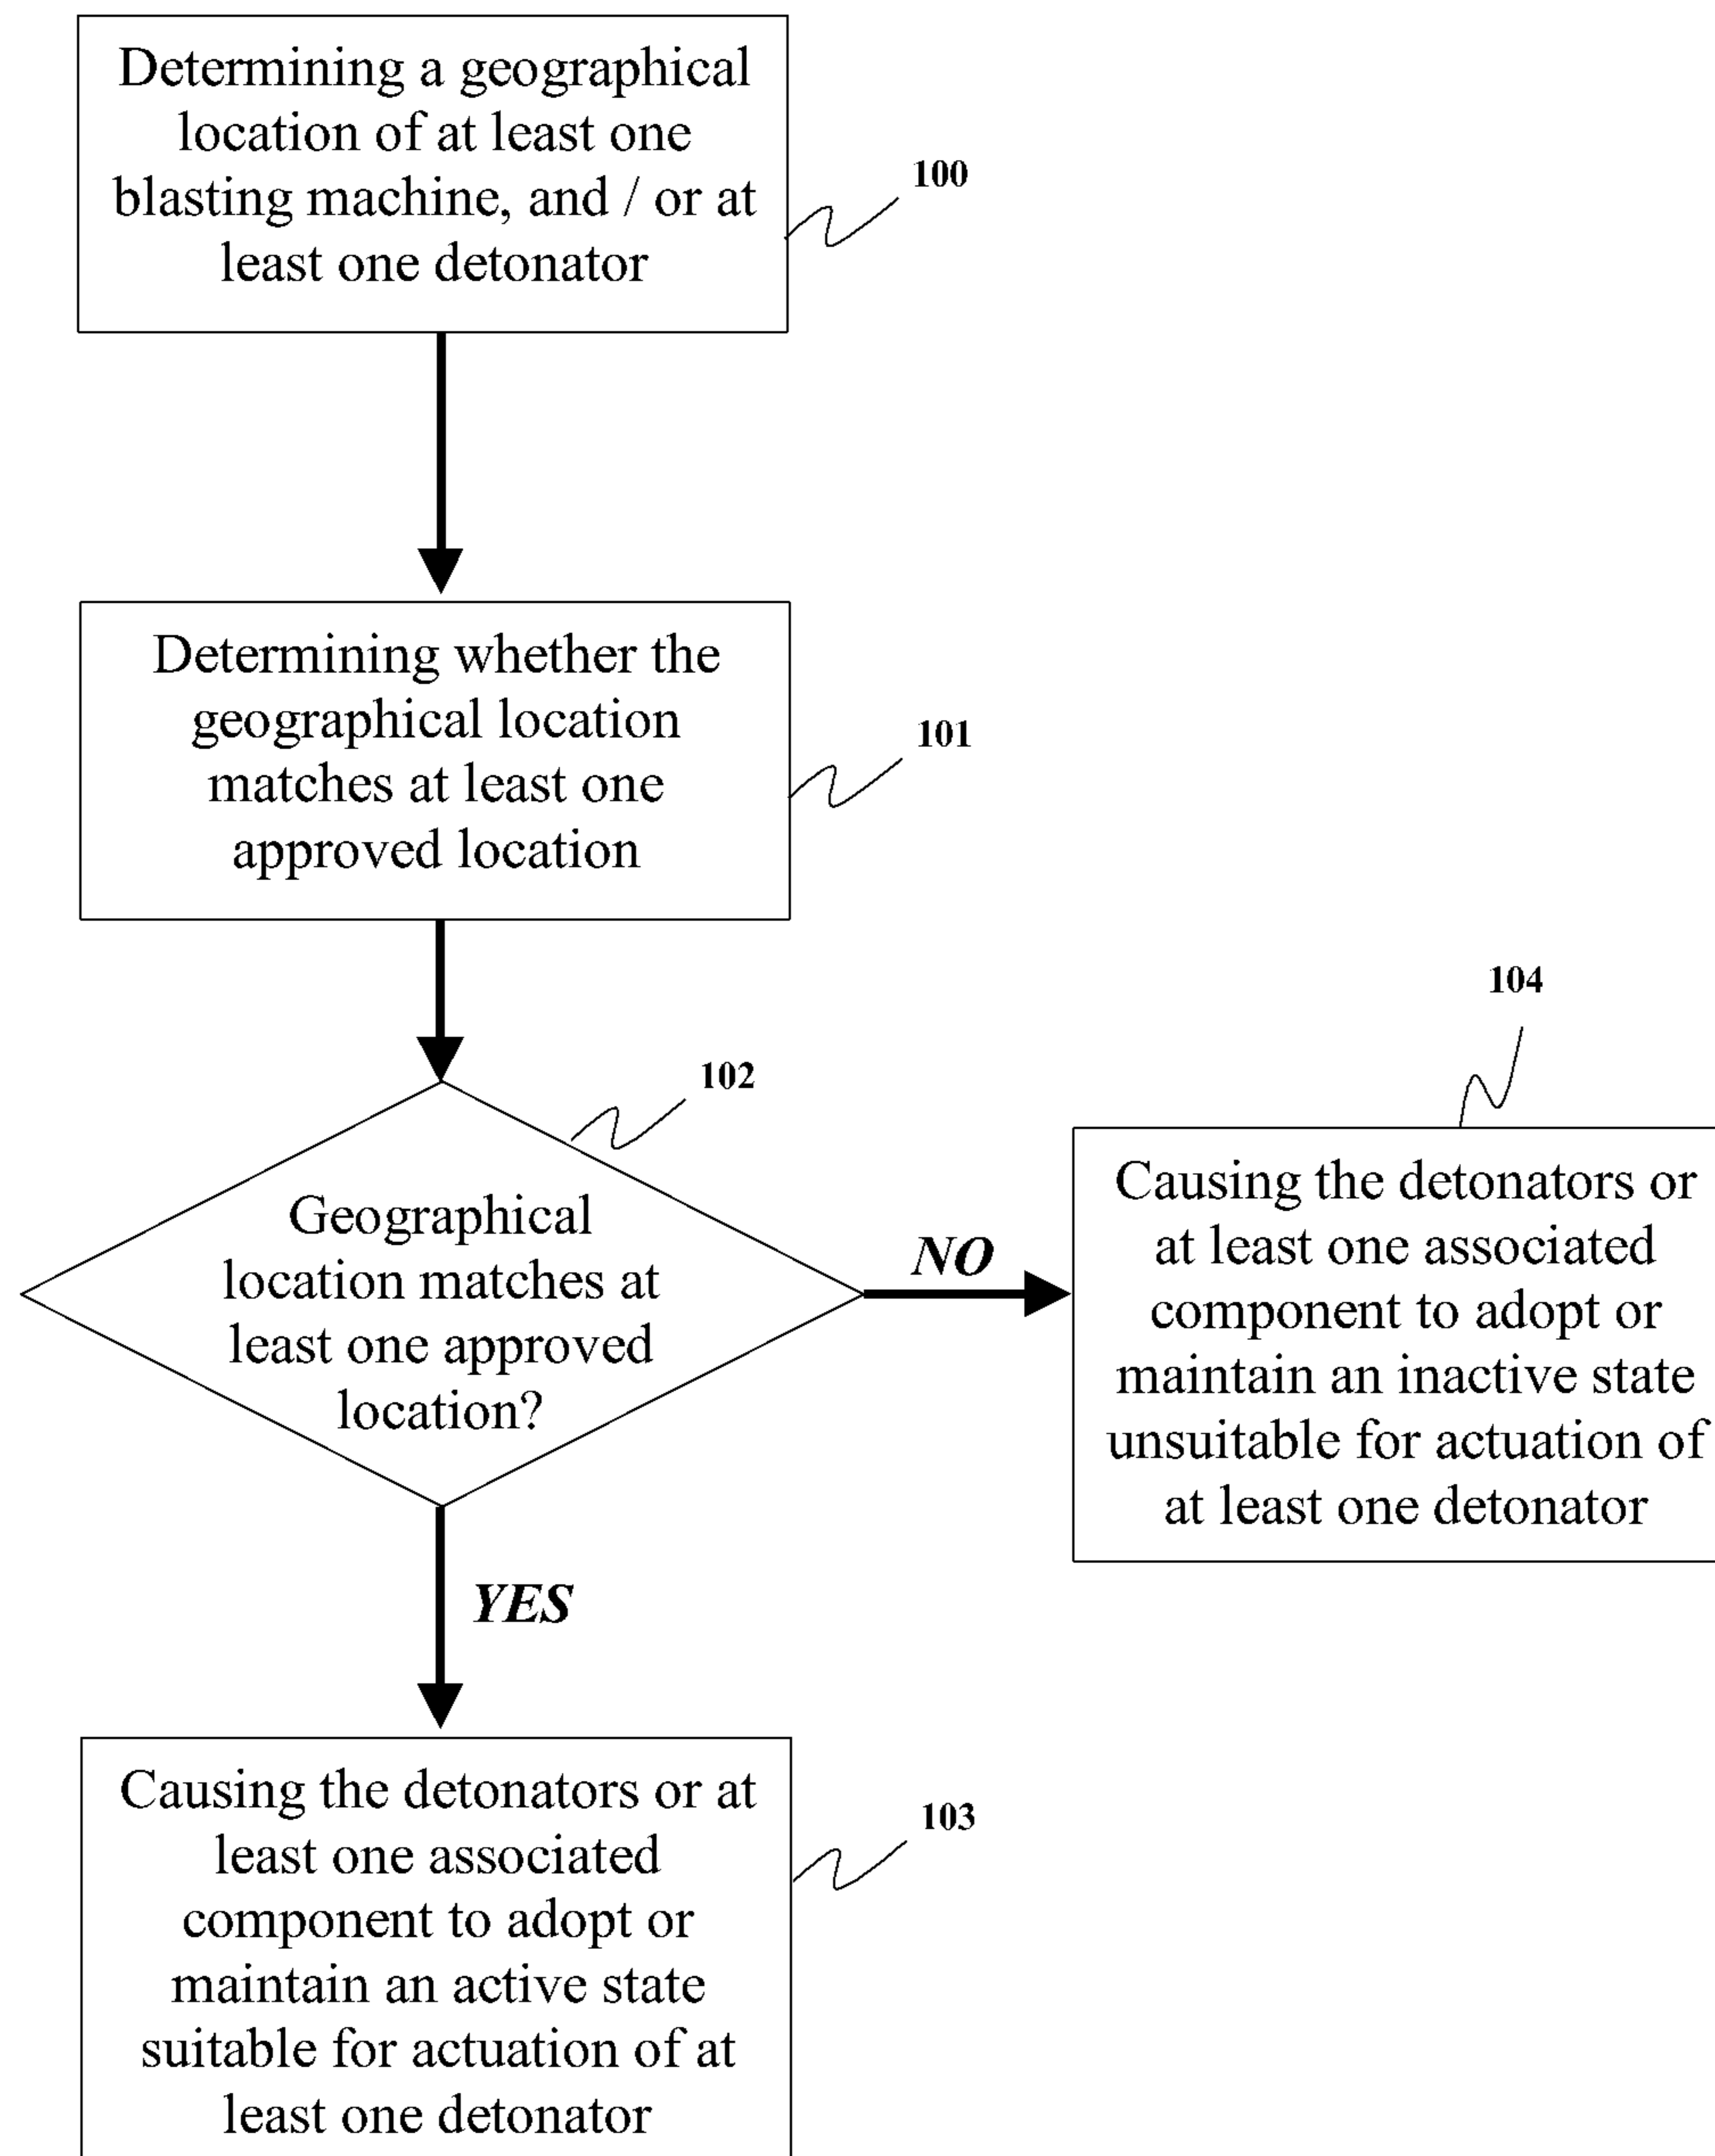 Determining a geographical
location of at least one
blasting machine, and / or at
least one detonator
100
Determining whether the
geographical location
matches at least one
approved location
101
102
Geographical
location matches at
least one approved
location?
NO
104
Causing the detonators or
at least one associated
component to adopt or
maintain an inactive state
unsuitable for actuation of
at least one detonator
YES
Causing the detonators or at
least one associated
component to adopt or
maintain an active state
suitable for actuation of at
least one detonator
103